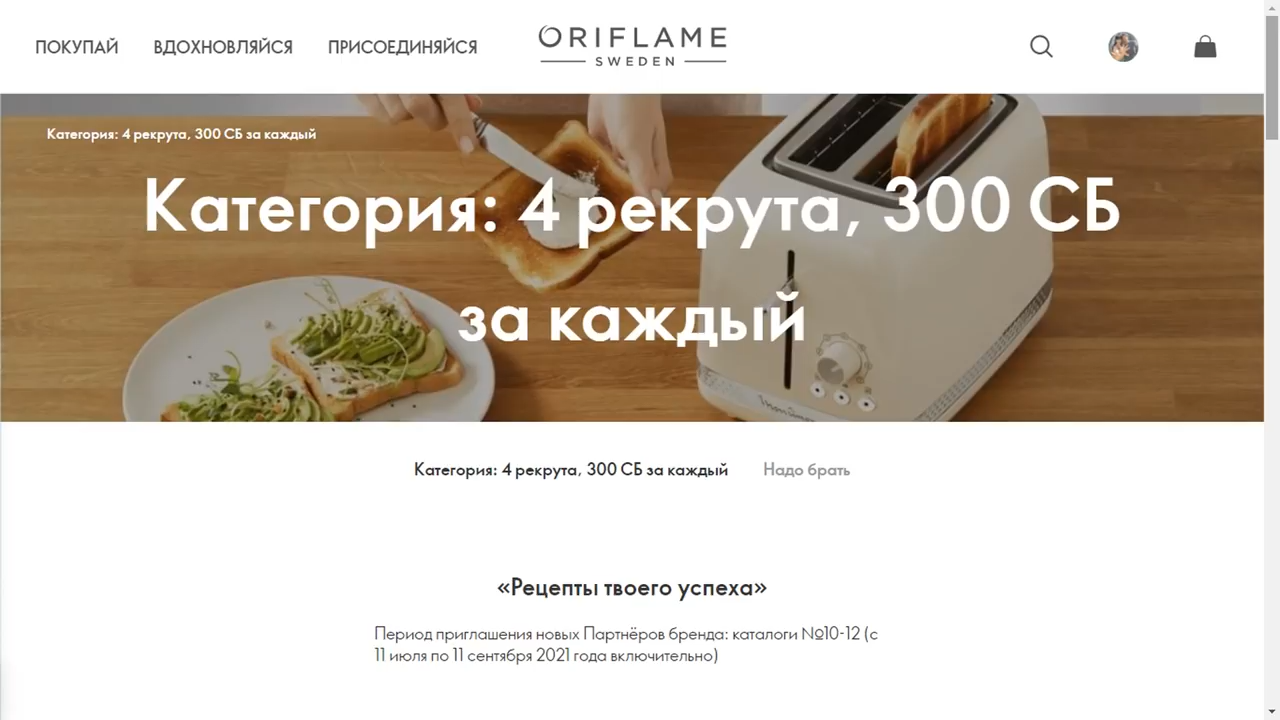 ПОКУПАЙ ВДОХНОВЛЯЙСЯ ПРИСОЕДИНЯЙСЯ
ORIFLAME
SWEDEN
Категория: 4 рекрута, 300 СБ за каждый
Категория: 4 рекрута, 300 СБ
за каждый
Категория: 4 рекрута, 300 СБ за каждый Надо брать
«Рецепты твоего успеха»
Период приглашения новых Партнёров бренда: каталоги №10-12 (с
11 июля по 11 сентября 2021 года включительно)